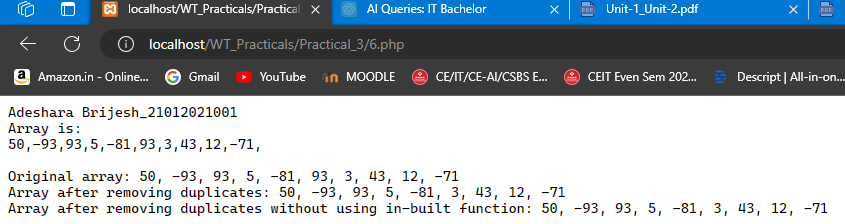 localhost/WT_Practicals/Practical
AI Queries: IT Bachelor
Unit-1_Unit-2.pdf
localhost/WT_Practicals/Practical_3/6.php
Amazon.in - Online... Gmail YouTube MOODLE CE/IT/CE-AI/CSBS E... CEIT Even Sem 202... Descript | All-in-on...
Adeshara Brijesh_21012021001
Array is:
50,-93,93,5,-81,93,3,43,12,-71,
Original array: 50, -93, 93, 5, -81, 93, 3, 43, 12, -71
Array after removing duplicates: 50, -93, 93, 5, -81, 3, 43, 12, -71
Array after removing duplicates without using in-built function: 50, -93, 93, 5, -81, 3, 43, 12, -71